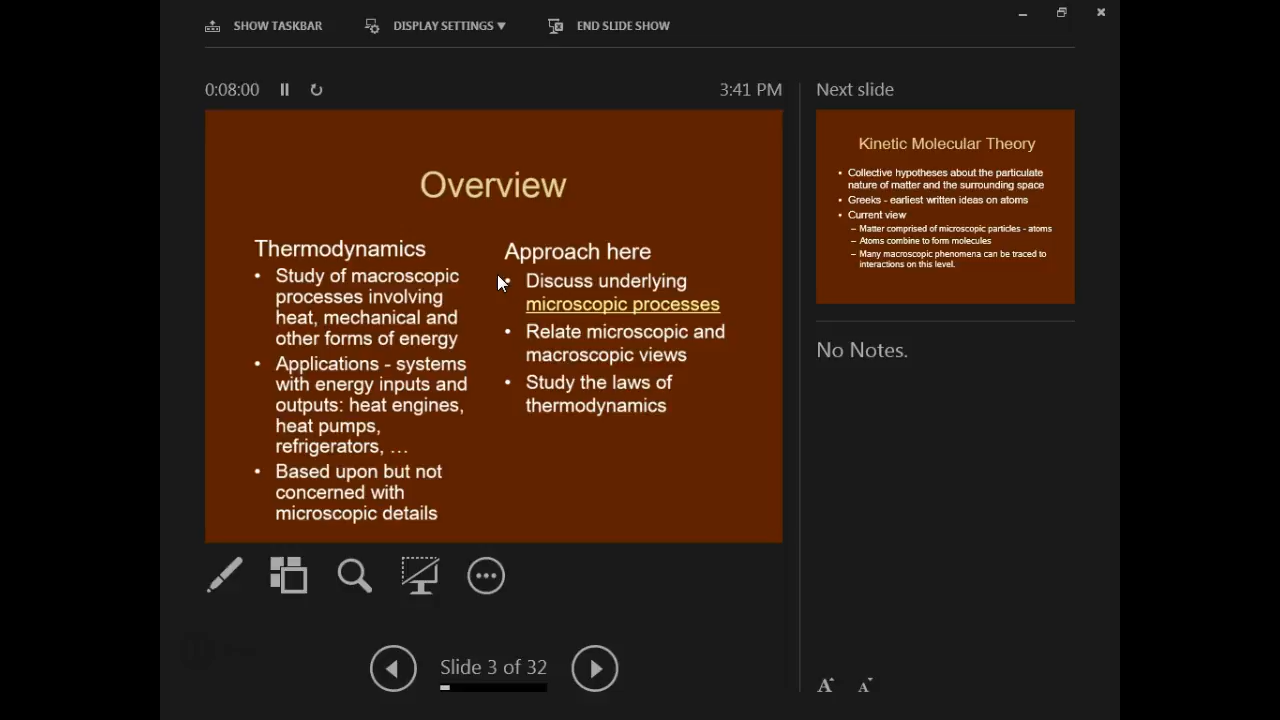 SHOW TASKBAR
DISPLAY SETTINGS ▼
END SLIDE SHOW
0:08:00
3:41 PM
Overview
Thermodynamics
• Study of macroscopic
processes involving
heat, mechanical and
other forms of energy
• Applications - systems
with energy inputs and
outputs: heat engines,
heat pumps,
refrigerators, …
• Based upon but not
concerned with
microscopic details
Approach here
• Discuss underlying
microscopic processes
• Relate microscopic and
macroscopic views
• Study the laws of
thermodynamics
Slide 3 of 32
Next slide
Kinetic Molecular Theory
• Collective hypotheses about the particulate
nature of matter and the surrounding space
• Greeks - earliest written ideas on atoms
• Current view
– Matter comprised of microscopic particles - atoms
– Atoms combine to form molecules
– Many macroscopic phenomena can be traced to
interactions on this level.
No Notes.
A A